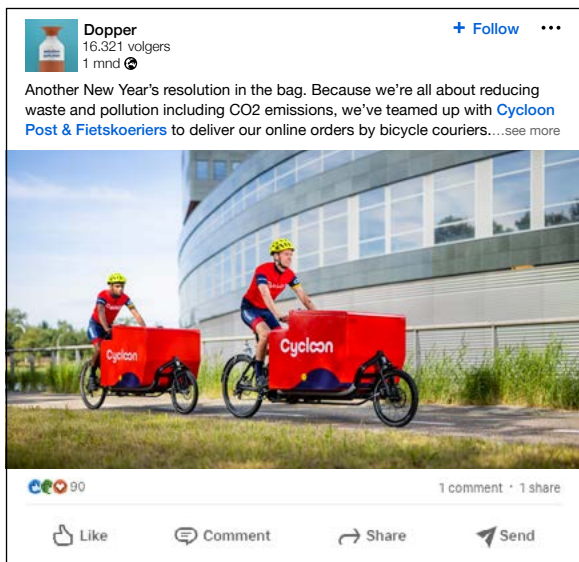 Dopper
+ Follow
16.321 volgers
1 mnd
Another New Year's resolution in the bag. Because we're all about reducing
waste and pollution including CO2 emissions, we've teamed up with Cycloon
Post & Fietskoeriers to deliver our online orders by bicycle couriers....see more
Cycloon
Cycloon
90
1 comment · 1 share
Like
Comment
Share
Send